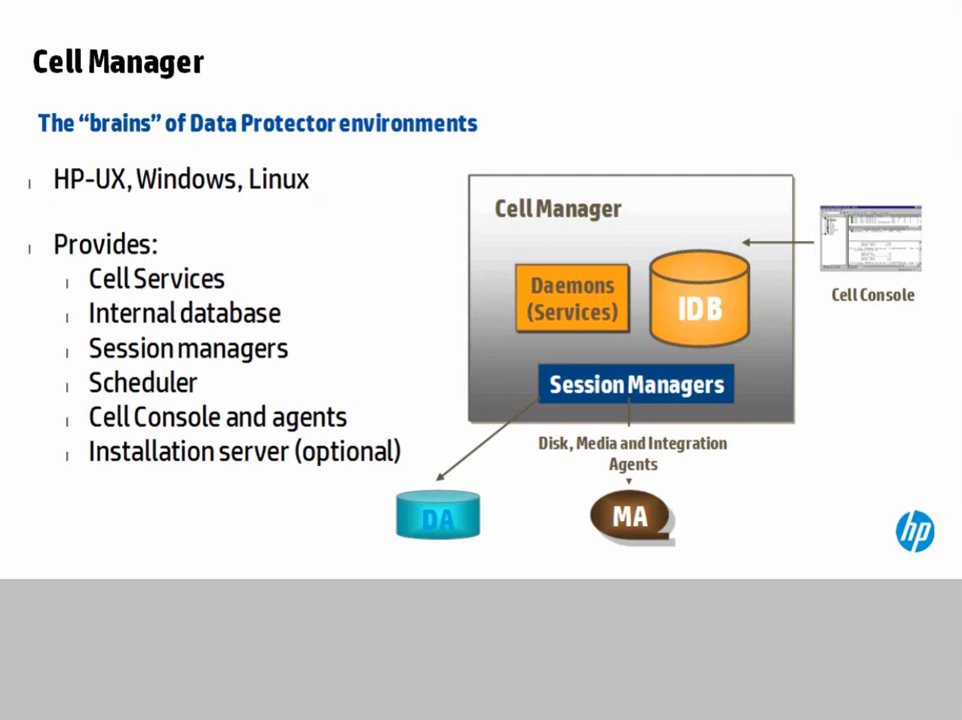 Cell Manager
The “brains” of Data Protector environments
HP-UX, Windows, Linux
Provides:
Cell Services
Internal database
Session managers
Scheduler
Cell Console and agents
Installation server (optional)
Cell Manager
Daemons
(Services)
IDB
Session Managers
Cell Console
Disk, Media and Integration
Agents
DA
MA
hp